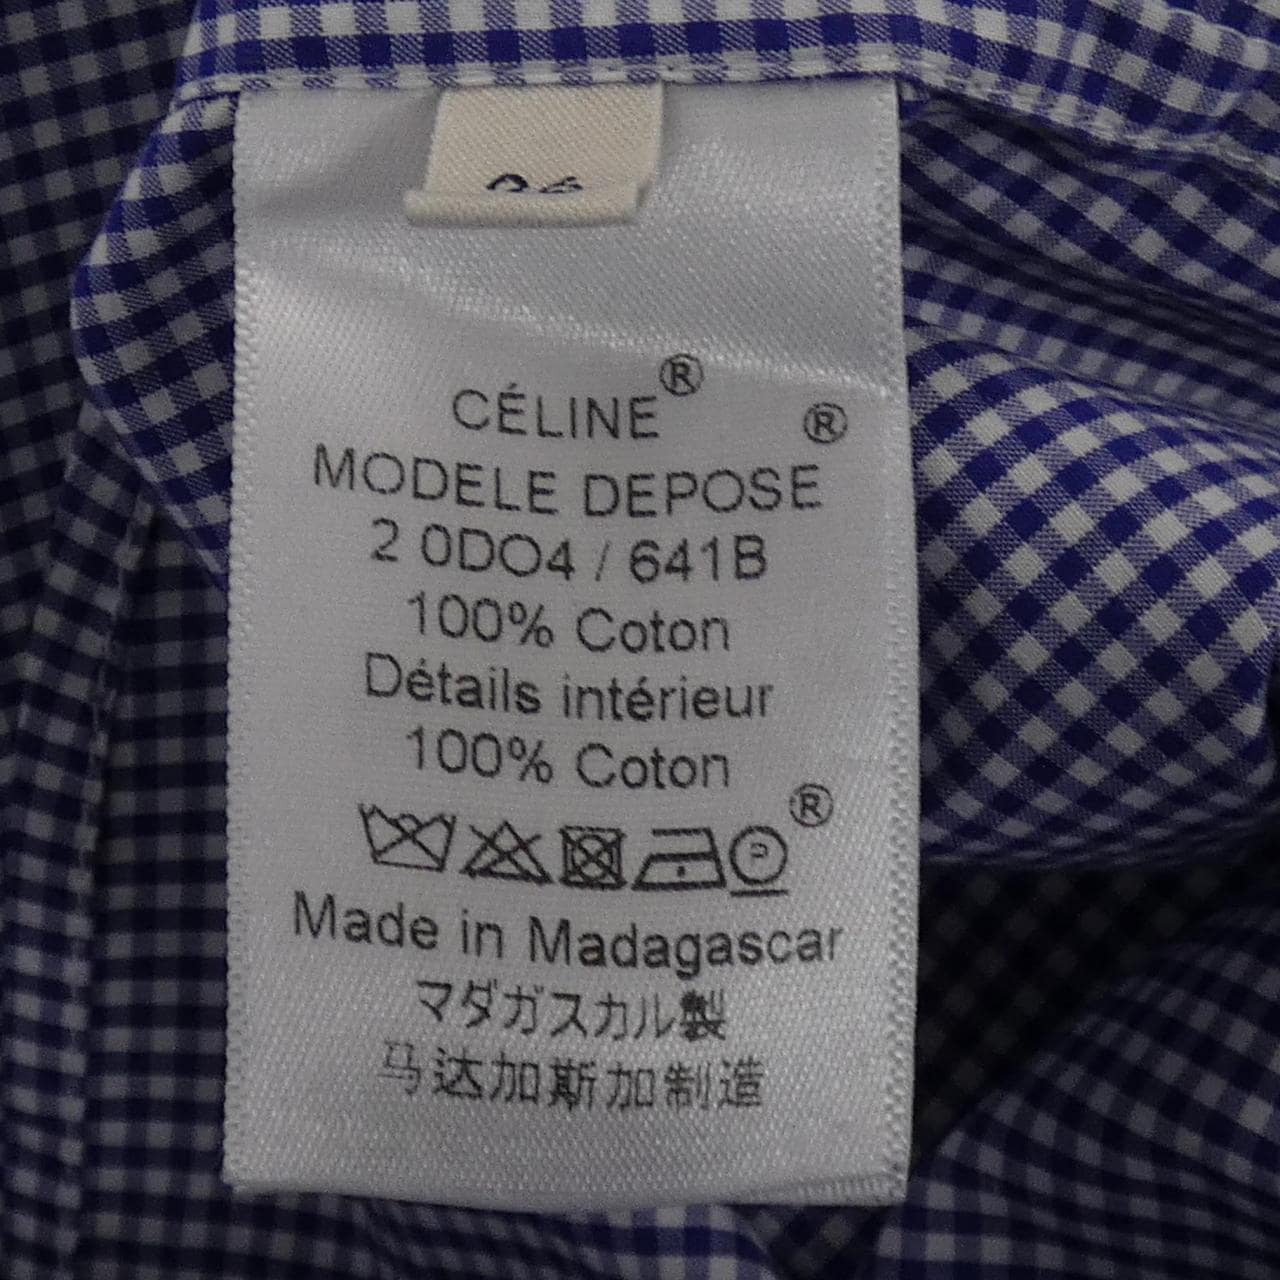 CÉLINE®
®
MODELE DEPOSE
2 0DO4 / 641B
100% Coton
Détails intérieur
100% Coton
®
P
Made in Madagascar
マダガスカル製
马达加斯加制造